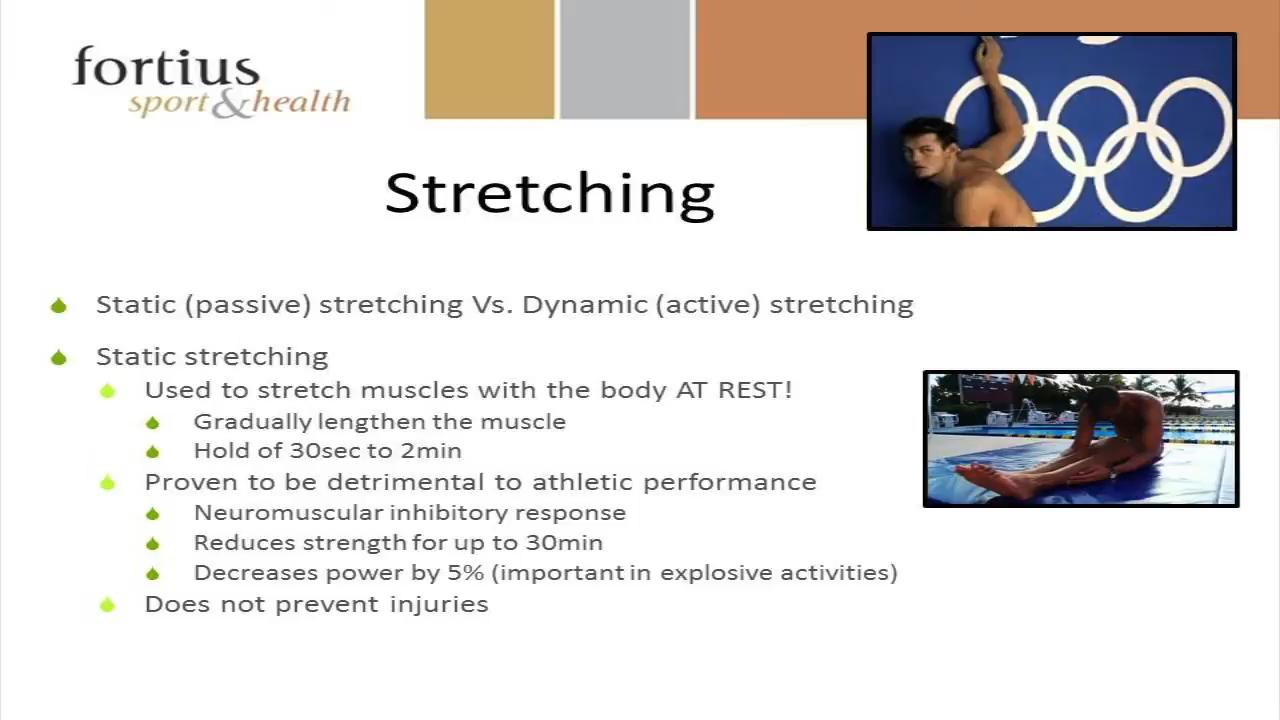 fortius
sport&health
Stretching
Static (passive) stretching Vs. Dynamic (active) stretching
Static stretching
Used to stretch muscles with the body AT REST!
Gradually lengthen the muscle
Hold of 30sec to 2min
Proven to be detrimental to athletic performance
Neuromuscular inhibitory response
Reduces strength for up to 30min
Decreases power by 5% (important in explosive activities)
Does not prevent injuries